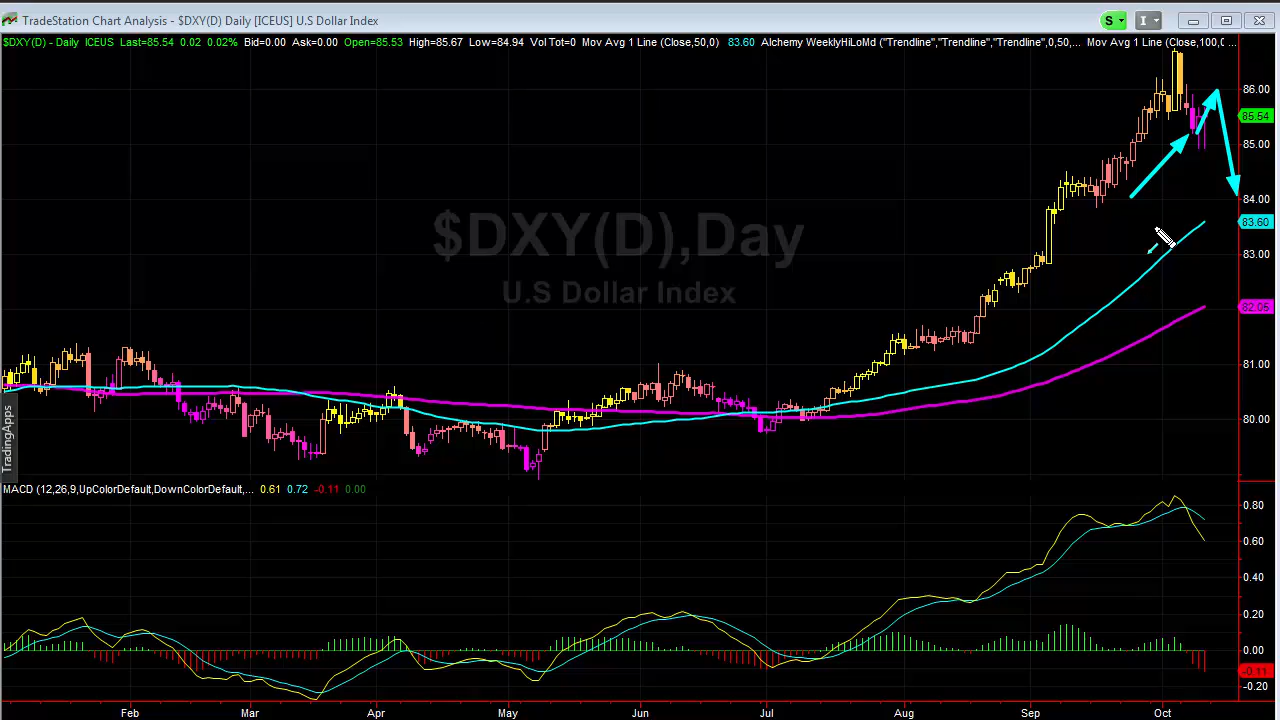 TradeStation Chart Analysis - $DXY(D) Daily [ICEUS] U.S Dollar Index
S
I
$DXY(D) - Daily ICEUS Last=85.54 0.02 0.02% Bid=0.00 Ask=0.00 Open=85.53 High=85.67 Low=84.94 Vol Tot=0 Mov Avg 1 Line (Close,50,0) 83.60 Alchemy WeeklyHiLoMd ("Trendline","Trendline","Trendline",0,50,... Mov Avg 1 Line (Close,100,0 ...
86.00
85.54
85.00
84.00
83.60
83.00
82.05
81.00
80.00
$DXY(D),Day
U.S Dollar Index
TradingApps
MACD (12,26,9,UpColorDefault,DownColorDefault,... 0.61 0.72 -0.11 0.00
0.80
0.60
0.40
0.20
0.00
-0.11
-0.20
Feb Mar Apr May Jun Jul Aug Sep Oct